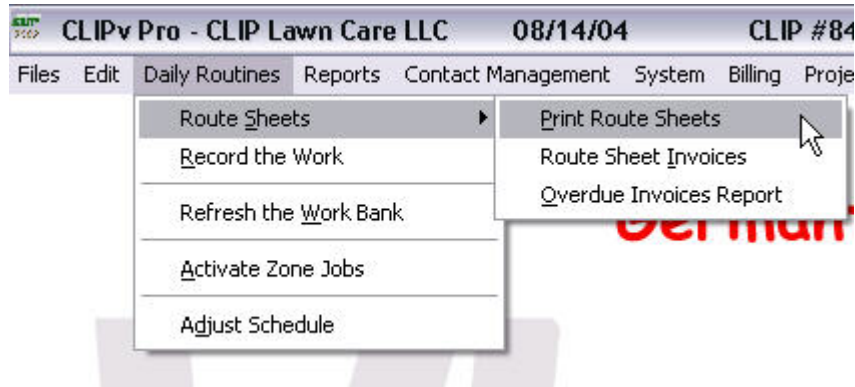 CLIPv Pro - CLIP Lawn Care LLC 08/14/04 CLIP #84
Files Edit Daily Routines Reports Contact Management System Billing Proje
Route Sheets
Record the Work
Refresh the Work Bank
Activate Zone Jobs
Adjust Schedule
Print Route Sheets
Route Sheet Invoices
Overdue Invoices Report